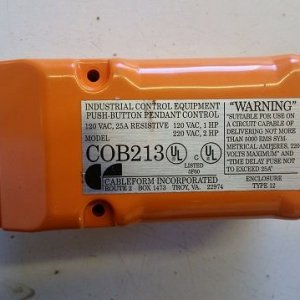 INDUSTRIAL CONTROL EQUIPMENT
PUSH-BUTTON PENDANT CONTROL
120 VAC, 25A RESISTIVE 120 VAC, 1 HP
220 VAC, 2 HP
MODEL
COB213
UL
C UL
LISTED
CABLEFORM INCORPORATED
ROUTE 2 BOX 1473 TROY, VA. 22974
"WARNING"
"SUITABLE FOR USE ON
A CIRCUIT CAPABLE OF
DELIVERING NOT MORE
THAN 4000 RMS SYM-
METRICAL AMPERES, 220
VOLTS MAXIMUM" AND
"TIME DELAY FUSE NOT
TO EXCEED 25A"
ENCLOSURE
TYPE 12